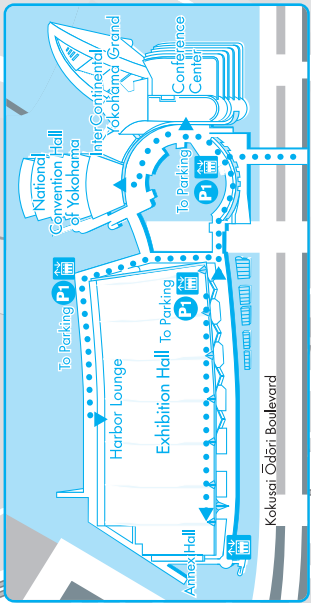 InterContinental
Yokohama Grand
Conference
Center
National
Convention Hall
of Yokohama
To Parking P1
To Parking P1
To Parking P1
Harbor Lounge
Exhibition Hall
Annex Hall
Kokusai Ōdōri Boulevard